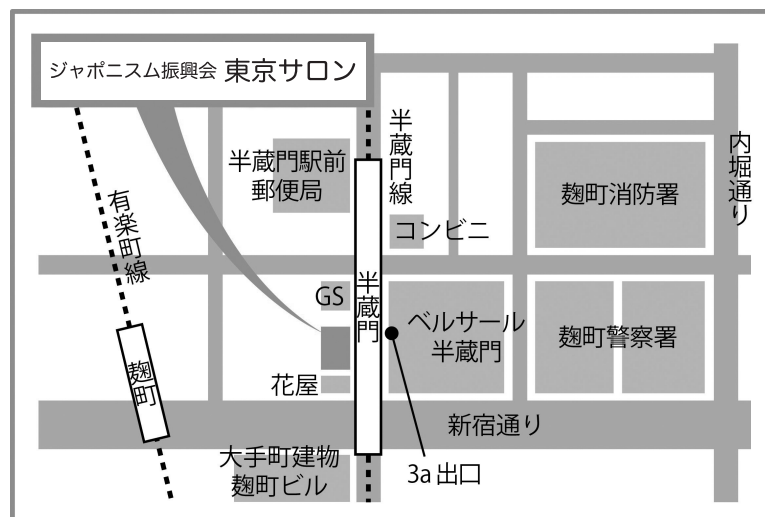 ジャポニスム振興会 東京サロン
半蔵門線
内堀通り
半蔵門駅前
郵便局
麹町消防署
有楽町線
コンビニ
GS
半蔵門
ベルサール
半蔵門
麹町警察署
麹町
花屋
新宿通り
大手町建物
麹町ビル
3a 出口